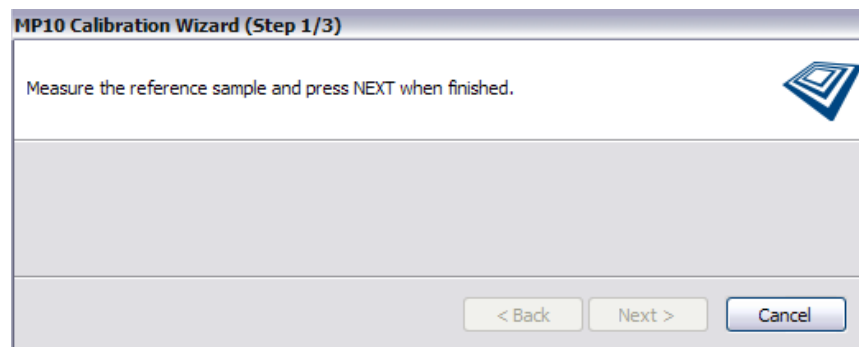 MP10 Calibration Wizard (Step 1/3)
Measure the reference sample and press NEXT when finished.
< Back Next > Cancel